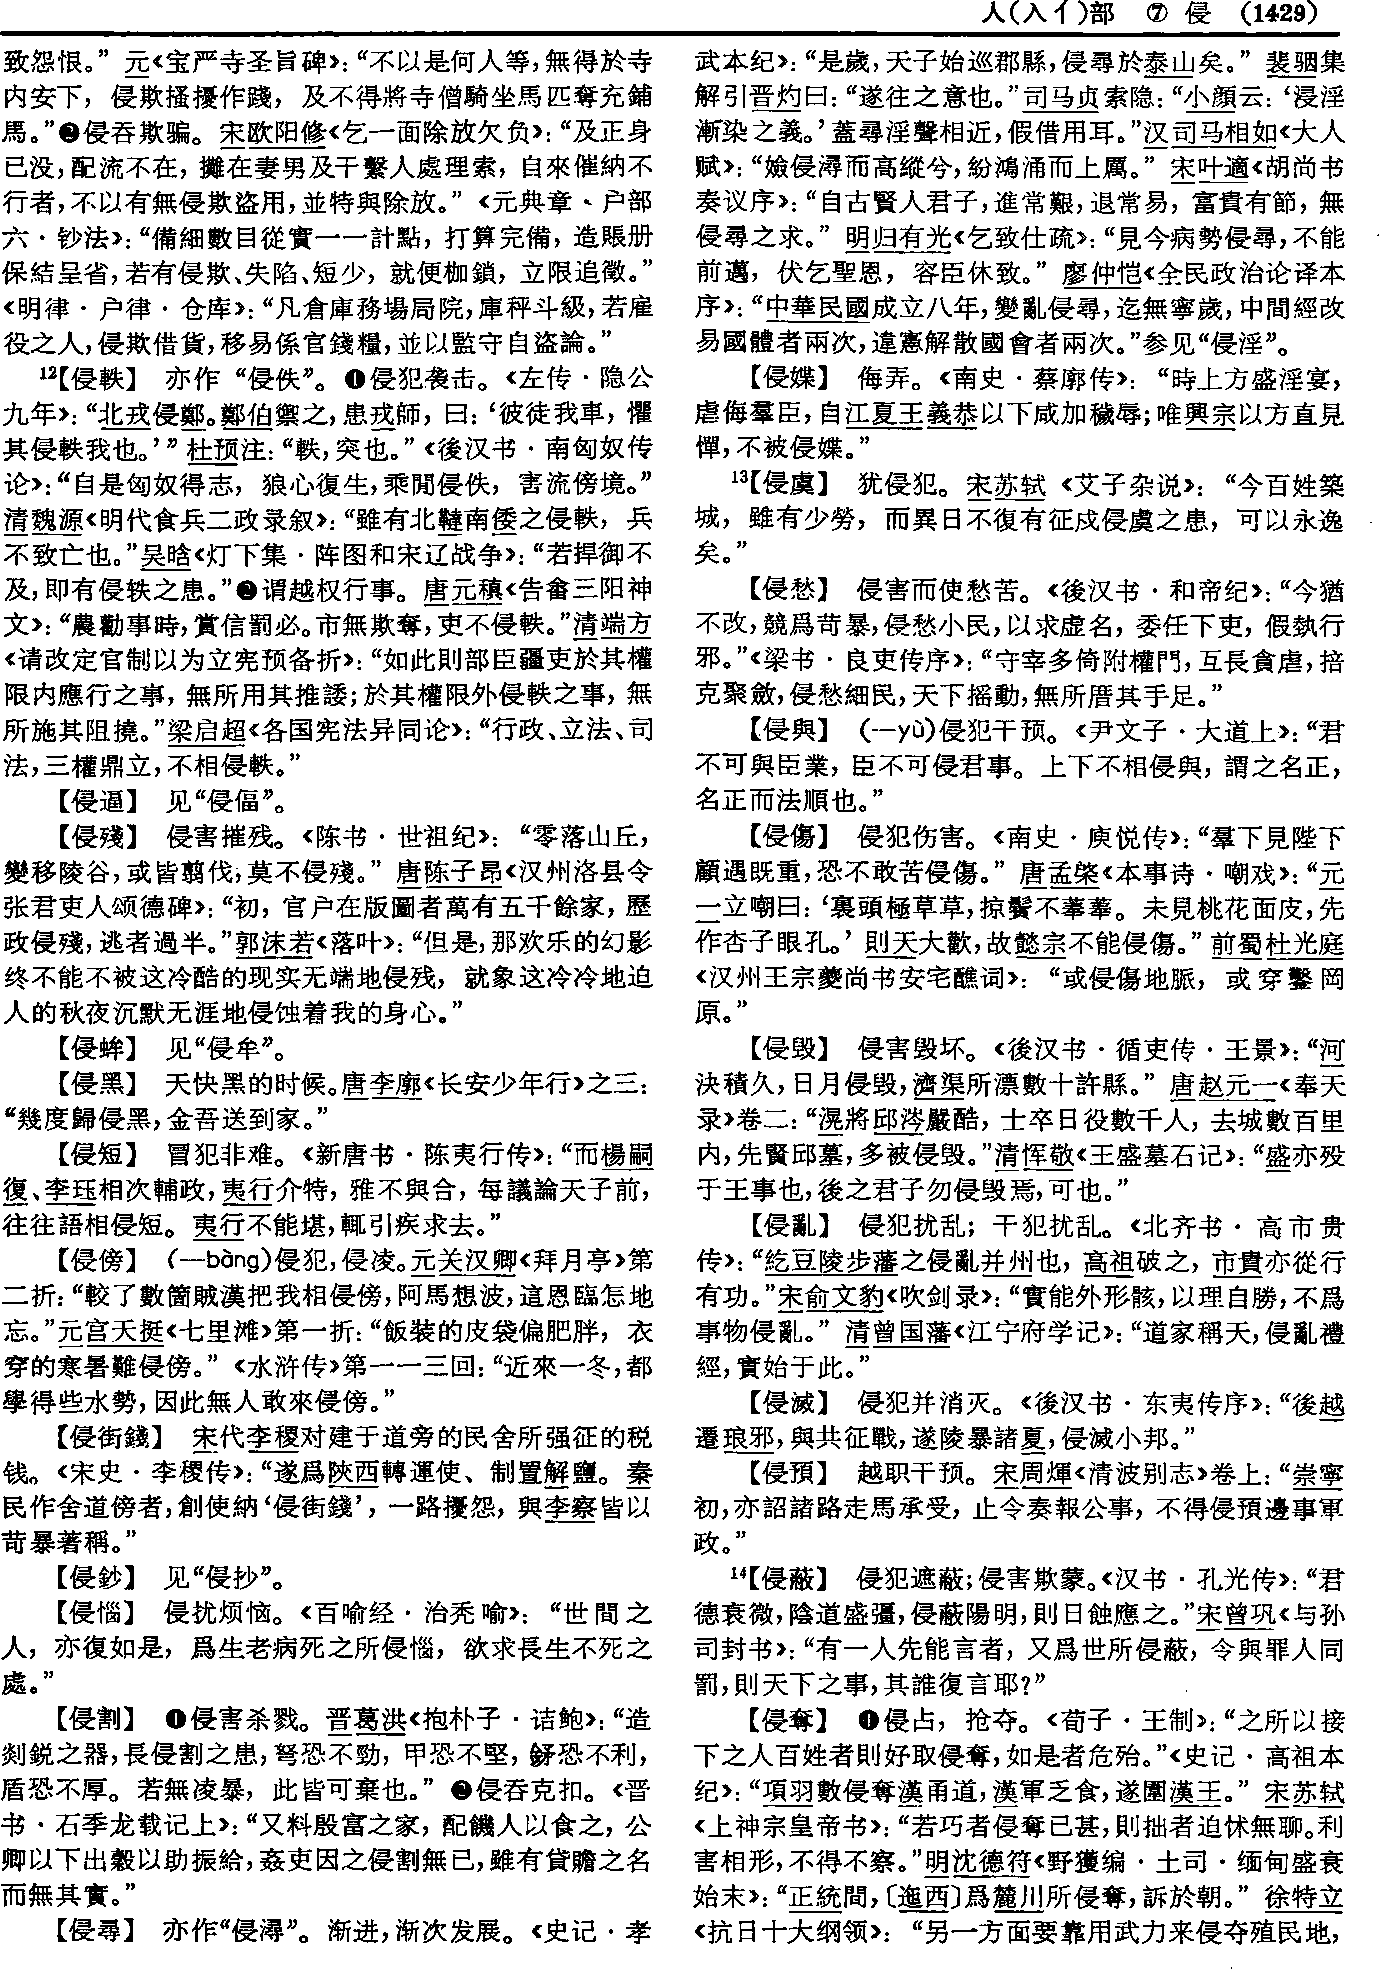 人(入亻)部 ⑦ 侵 (1429)
致怨恨。”元《宝严寺圣旨碑》：“不以是何人等，無得於寺
内安下，侵欺搔擾作踐，及不得將寺僧騎坐馬匹奪充鋪
馬。”❷侵吞欺骗。宋欧阳修《乞一面除放欠负》：“及正身
已没，配流不在，攤在妻男及干繫人處理索，自來催納不
行者，不以有無侵欺盜用，並特與除放。”《元典章·户部
六·钞法》：“備細數目從實一一計點，打算完備，造賬册
保結呈省，若有侵欺、失陷、短少，就便枷鎖，立限追徵。”
《明律·户律·仓库》：“凡倉庫務場局院，庫秤斗級，若雇
役之人，侵欺借貸，移易係官錢糧，並以監守自盜論。”
12【侵軼】 亦作“侵佚”。❶侵犯袭击。《左传·隐公
九年》：“北戎侵鄭。鄭伯禦之，患戎師，曰：‘彼徒我車，懼
其侵軼我也。’”杜预注：“軼，突也。”《後汉书·南匈奴传
论》：“自是匈奴得志，狼心復生，乘閒侵佚，害流傍境。”
清魏源《明代食兵二政录叙》：“雖有北韃南倭之侵軼，兵
不致亡也。”吴晗《灯下集·阵图和宋辽战争》：“若捍御不
及，即有侵轶之患。”❷谓越权行事。唐元稹《告畲三阳神
文》：“農勸事時，賞信罰必。市無欺奪，吏不侵軼。”清端方
《请改定官制以为立宪预备折》：“如此則部臣疆吏於其權
限内應行之事，無所用其推諉；於其權限外侵軼之事，無
所施其阻撓。”梁启超《各国宪法异同论》：“行政、立法、司
法，三權鼎立，不相侵軼。”
【侵逼】 见“侵偪”。
【侵殘】 侵害摧残。《陈书·世祖纪》：“零落山丘，
變移陵谷，或皆翦伐，莫不侵殘。”唐陈子昂《汉州洛县令
张君吏人颂德碑》：“初，官户在版圖者萬有五千餘家，歷
政侵殘，逃者過半。”郭沫若《落叶》：“但是，那欢乐的幻影
终不能不被这冷酷的现实无端地侵残，就象这冷冷地迫
人的秋夜沉默无涯地侵蚀着我的身心。”
【侵蛑】 见“侵牟”。
【侵黑】 天快黑的时候。唐李廓《长安少年行》之三：
“幾度歸侵黑，金吾送到家。”
【侵短】 冒犯非难。《新唐书·陈夷行传》：“而楊嗣
復、李珏相次輔政，夷行介特，雅不與合，每議論天子前，
往往語相侵短。夷行不能堪，輒引疾求去。”
【侵傍】 （—bàng）侵犯，侵凌。元关汉卿《拜月亭》第
二折：“較了數箇賊漢把我相侵傍，阿馬想波，這恩臨怎地
忘。”元宫天挺《七里滩》第一折：“飯裝的皮袋偏肥胖，衣
穿的寒暑難侵傍。”《水浒传》第一一三回：“近來一冬，都
學得些水勢，因此無人敢來侵傍。”
【侵街錢】 宋代李稷对建于道旁的民舍所强征的税
钱。《宋史·李稷传》：“遂爲陝西轉運使、制置解鹽。秦
民作舍道傍者，創使納‘侵街錢’，一路擾怨，與李察皆以
苛暴著稱。”
【侵鈔】 见“侵抄”。
【侵惱】 侵扰烦恼。《百喻经·治秃喻》：“世間之
人，亦復如是，爲生老病死之所侵惱，欲求長生不死之
處。”
【侵割】 ❶侵害杀戮。晋葛洪《抱朴子·诘鲍》：“造
剡鋭之器，長侵割之患，弩恐不勁，甲恐不堅，鉾恐不利，
盾恐不厚。若無凌暴，此皆可棄也。”❷侵吞克扣。《晋
书·石季龙载记上》：“又料殷富之家，配饑人以食之，公
卿以下出穀以助振給，姦吏因之侵割無已，雖有貸贍之名
而無其實。”
【侵尋】 亦作“侵潯”。渐进，渐次发展。《史记·孝
武本纪》：“是歲，天子始巡郡縣，侵尋於泰山矣。”裴骃集
解引晋灼曰：“遂往之意也。”司马贞索隐：“小顔云：‘浸淫
漸染之義。’蓋尋淫聲相近，假借用耳。”汉司马相如《大人
赋》：“嬐侵潯而高縱兮，紛鴻涌而上厲。”宋叶適《胡尚书
奏议序》：“自古賢人君子，進常艱，退常易，富貴有節，無
侵尋之求。”明归有光《乞致仕疏》：“見今病勢侵尋，不能
前邁，伏乞聖恩，容臣休致。”廖仲恺《全民政治论译本
序》：“中華民國成立八年，變亂侵尋，迄無寧歲，中間經改
易國體者兩次，違憲解散國會者兩次。”参见“侵淫”。
【侵媟】 侮弄。《南史·蔡廓传》：“時上方盛淫宴，
虐侮羣臣，自江夏王義恭以下咸加穢辱；唯興宗以方直見
憚，不被侵媟。”
13【侵虞】 犹侵犯。宋苏轼《艾子杂说》：“今百姓築
城，雖有少勞，而異日不復有征戍侵虞之患，可以永逸
矣。”
【侵愁】 侵害而使愁苦。《後汉书·和帝纪》：“今猶
不改，競爲苛暴，侵愁小民，以求虚名，委任下吏，假埶行
邪。”《梁书·良吏传序》：“守宰多倚附權門，互長貪虐，掊
克聚斂，侵愁細民，天下摇動，無所厝其手足。”
【侵與】 （—yù）侵犯干预。《尹文子·大道上》：“君
不可與臣業，臣不可侵君事。上下不相侵與，謂之名正，
名正而法順也。”
【侵傷】 侵犯伤害。《南史·庾悦传》：“羣下見陛下
顧遇既重，恐不敢苦侵傷。”唐孟棨《本事诗·嘲戏》：“元
一立嘲曰：‘裹頭極草草，掠鬢不菶菶。未見桃花面皮，先
作杏子眼孔。’則天大歡，故懿宗不能侵傷。”前蜀杜光庭
《汉州王宗夔尚书安宅醮词》：“或侵傷地脈，或穿鑿岡
原。”
【侵毁】 侵害毁坏。《後汉书·循吏传·王景》：“河
決積久，日月侵毁，濟渠所漂數十許縣。”唐赵元一《奉天
录》卷二：“滉將邱涔嚴酷，士卒日役數千人，去城數百里
内，先賢邱墓，多被侵毁。”清恽敬《王盛墓石记》：“盛亦殁
于王事也，後之君子勿侵毁焉，可也。”
【侵亂】 侵犯扰乱；干犯扰乱。《北齐书·高市贵
传》：“紇豆陵步藩之侵亂并州也，高祖破之，市貴亦從行
有功。”宋俞文豹《吹剑录》：“實能外形骸，以理自勝，不爲
事物侵亂。”清曾国藩《江宁府学记》：“道家稱天，侵亂禮
經，實始于此。”
【侵滅】 侵犯并消灭。《後汉书·东夷传序》：“後越
遷琅邪，與共征戰，遂陵暴諸夏，侵滅小邦。”
【侵預】 越职干预。宋周煇《清波别志》卷上：“崇寧
初，亦詔諸路走馬承受，止令奏報公事，不得侵預邊事軍
政。”
14【侵蔽】 侵犯遮蔽；侵害欺蒙。《汉书·孔光传》：“君
德衰微，陰道盛彊，侵蔽陽明，則日蝕應之。”宋曾巩《与孙
司封书》：“有一人先能言者，又爲世所侵蔽，令與罪人同
罰，則天下之事，其誰復言耶？”
【侵奪】 ❶侵占，抢夺。《荀子·王制》：“之所以接
下之人百姓者則好取侵奪，如是者危殆。”《史记·高祖本
纪》：“項羽數侵奪漢甬道，漢軍乏食，遂圍漢王。”宋苏轼
《上神宗皇帝书》：“若巧者侵奪已甚，則拙者迫怵無聊。利
害相形，不得不察。”明沈德符《野獲编·土司·缅甸盛衰
始末》：“正統間，〔迤西〕爲麓川所侵奪，訴於朝。”徐特立
《抗日十大纲领》：“另一方面要靠用武力来侵夺殖民地，